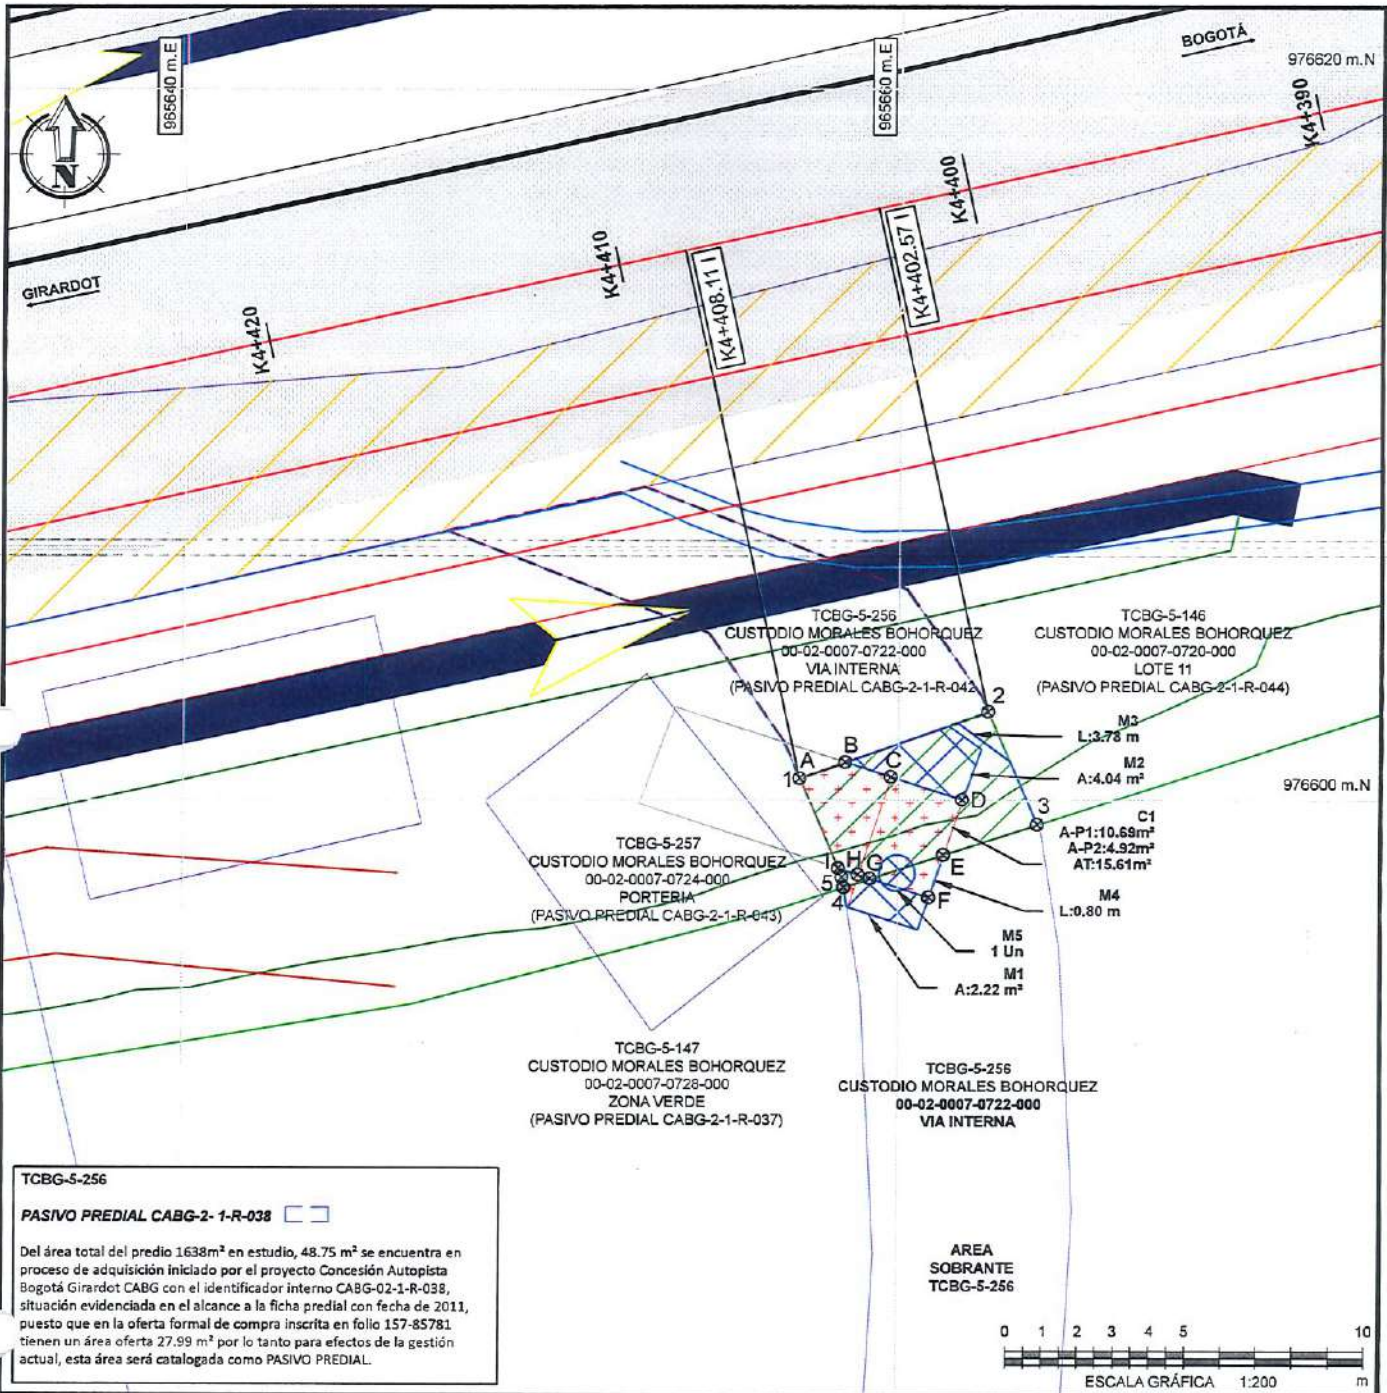 BOGOTÁ
976620 m.N
965640 m.E
965660 m.E
K4+390
K4+400
K4+402.57 I
K4+410
K4+408.11 I
K4+420
N
GIRARDOT
TCBG-5-256
CUSTODIO MORALES BOHORQUEZ
00-02-0007-0722-000
VIA INTERNA
(PASIVO PREDIAL CABG-2-1-R-042
TCBG-5-146
CUSTODIO MORALES BOHORQUEZ
00-02-0007-0720-000
LOTE 11
(PASIVO PREDIAL CABG-2-1-R-044)
2
M3
L:3.78 m
B
A
1
C
M2
A:4.04 m²
976600 m.N
D
3
C1
A-P1:10.69m²
A-P2:4.92m²
AT:15.61m²
TCBG-5-257
CUSTODIO MORALES BOHORQUEZ
00-02-0007-0724-000
PORTERIA
(PASIVO PREDIAL CABG-2-1-R-043)
I
H
G
E
5
4
F
M4
L:0.80 m
M5
1 Un
M1
A:2.22 m²
TCBG-5-147
CUSTODIO MORALES BOHORQUEZ
00-02-0007-0728-000
ZONA VERDE
(PASIVO PREDIAL CABG-2-1-R-037)
TCBG-5-256
CUSTODIO MORALES BOHORQUEZ
00-02-0007-0722-000
VIA INTERNA
TCBG-5-256
PASIVO PREDIAL CABG-2- 1-R-038
Del área total del predio 1638m² en estudio, 48.75 m² se encuentra en
proceso de adquisición iniciado por el proyecto Concesión Autopista
Bogotá Girardot CABG con el identificador interno CABG-02-1-R-038,
situación evidenciada en el alcance a la ficha predial con fecha de 2011,
puesto que en la oferta formal de compra inscrita en folio 157-85781
tienen un área oferta 27.99 m² por lo tanto para efectos de la gestión
actual, esta área será catalogada como PASIVO PREDIAL.
AREA
SOBRANTE
TCBG-5-256
0 1 2 3 4 5 10
ESCALA GRÁFICA 1:200 m